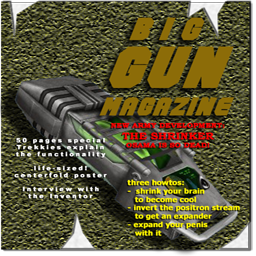 BIG
GUN
MAGAZINE
THE SHRINKER
50 pages special
Trekkies explain
the functionality
life-sized!
centerfold poster
Interview with
the inventor
three howtos:
- shrink your brain
to become cool
- invert the positron stream
to get an expander
- expand your penis
with it